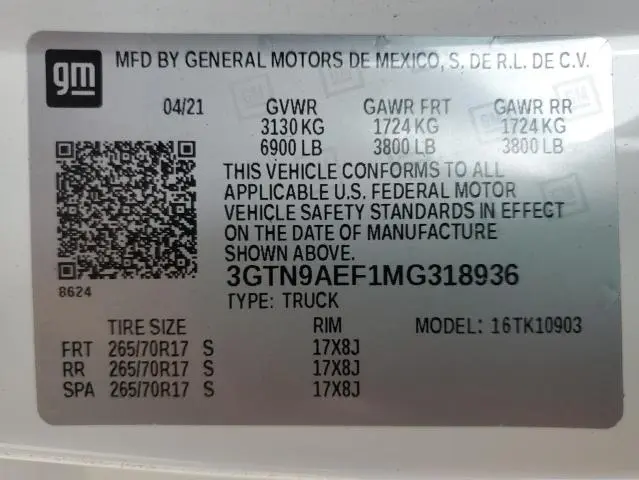 gm
MFD BY GENERAL MOTORS DE MEXICO, S. DE R.L. DE C.V.
04/21 GVWR GAWR FRT GAWR RR
3130 KG 1724 KG 1724 KG
6900 LB 3800 LB 3800 LB
THIS VEHICLE CONFORMS TO ALL
APPLICABLE U.S. FEDERAL MOTOR
VEHICLE SAFETY STANDARDS IN EFFECT
ON THE DATE OF MANUFACTURE
SHOWN ABOVE.
3GTN9AEF1MG318936
8624
TYPE: TRUCK
TIRE SIZE RIM MODEL: 16TK10903
FRT 265/70R17 S 17X8J
RR 265/70R17 S 17X8J
SPA 265/70R17 S 17X8J